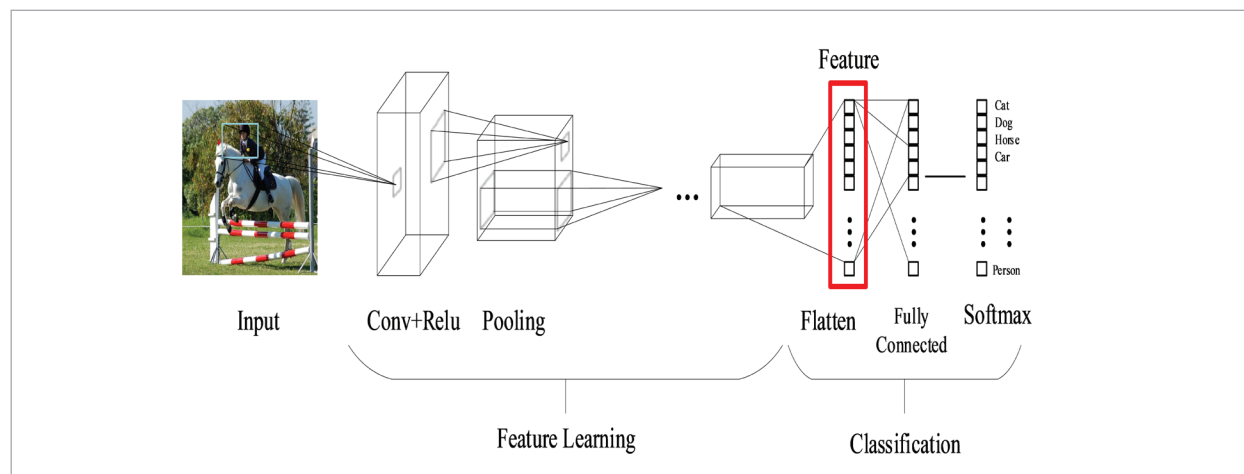 Feature
Cat
Dog
Horse
Car
Person
Input
Conv+Relu
Pooling
Flatten
Fully
Connected
Softmax
Feature Learning
Classification